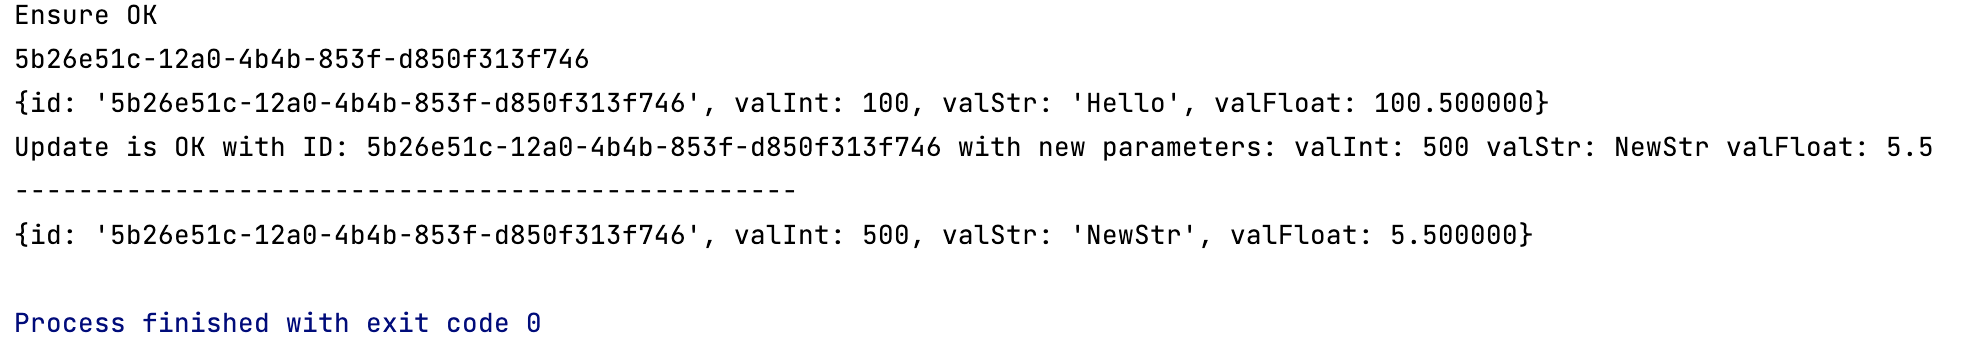 Ensure OK
5b26e51c-12a0-4b4b-853f-d850f313f746
{id: '5b26e51c-12a0-4b4b-853f-d850f313f746', valInt: 100, valStr: 'Hello', valFloat: 100.500000}
Update is OK with ID: 5b26e51c-12a0-4b4b-853f-d850f313f746 with new parameters: valInt: 500 valStr: NewStr valFloat: 5.5
-------------------------------------------------
{id: '5b26e51c-12a0-4b4b-853f-d850f313f746', valInt: 500, valStr: 'NewStr', valFloat: 5.500000}
Process finished with exit code 0